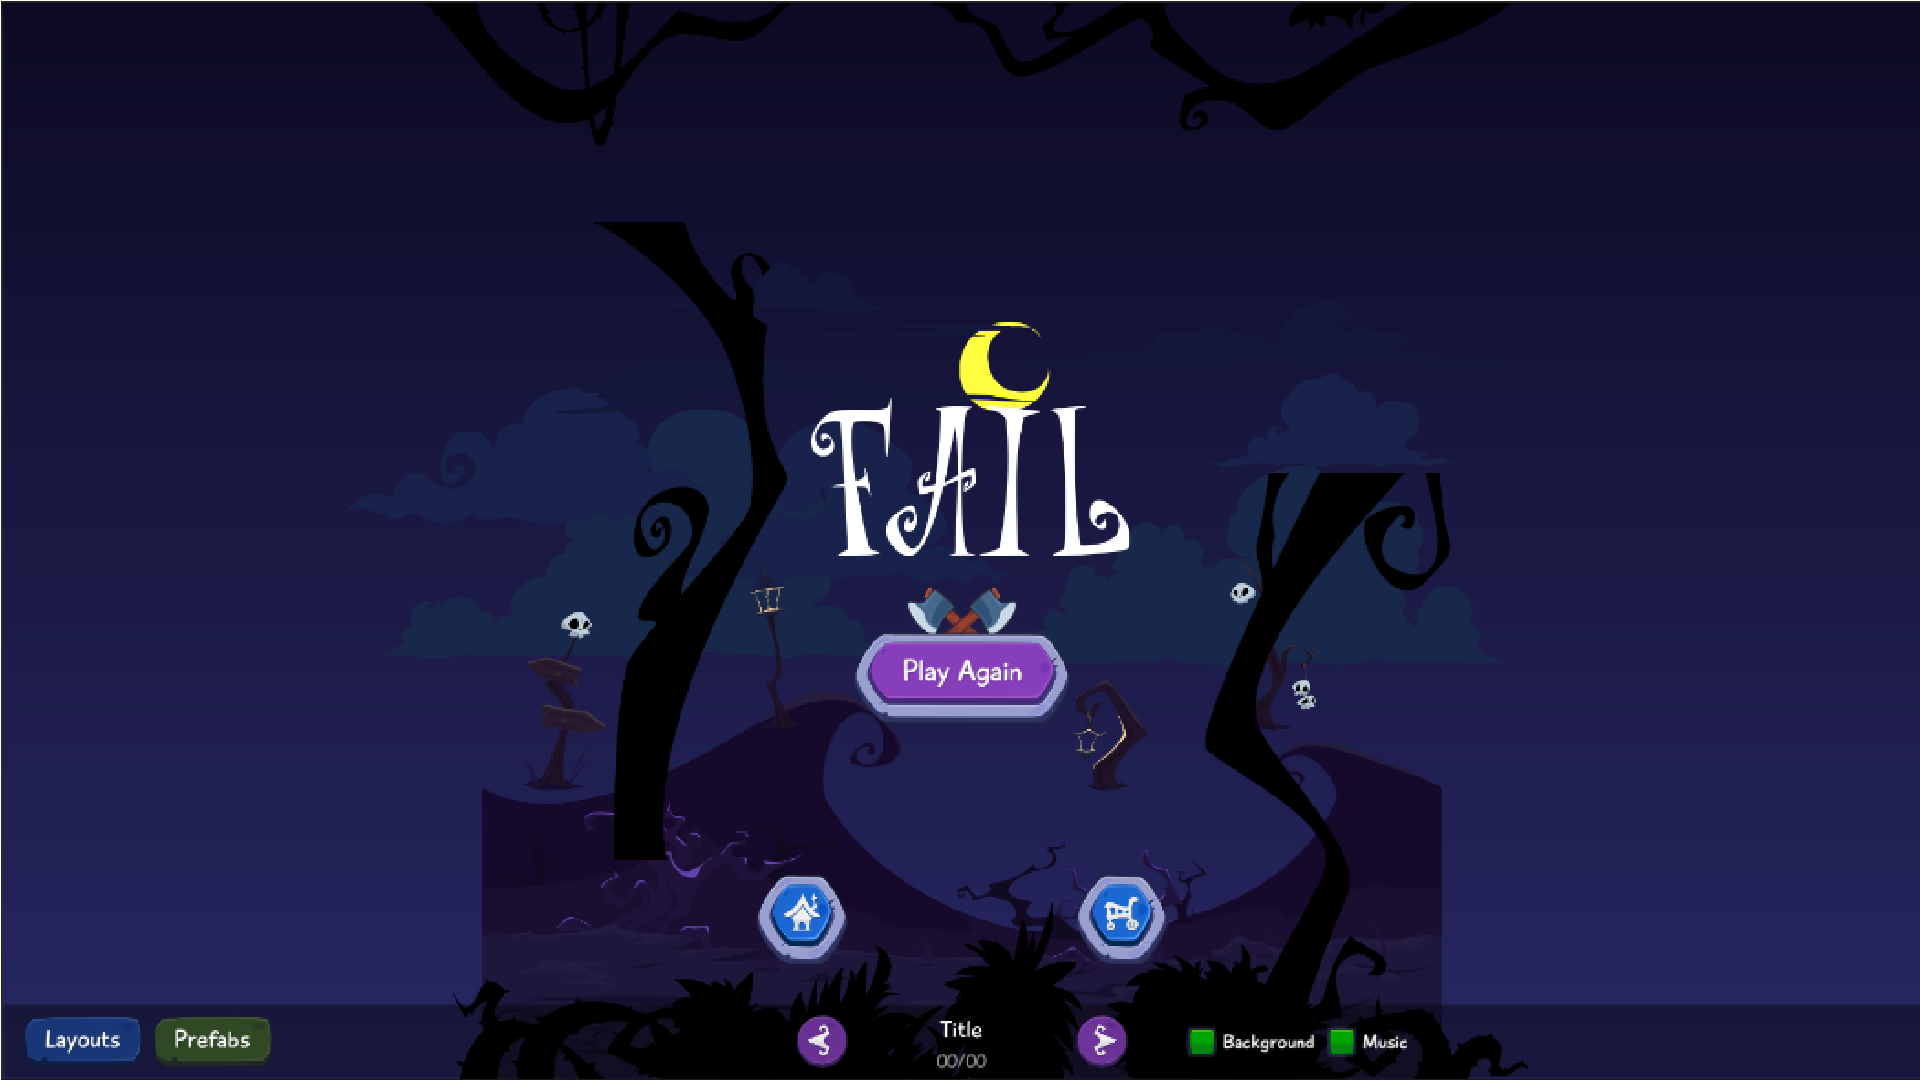 FAIL
Play Again
Layouts
Prefabs
Title
00/00
Background
Music